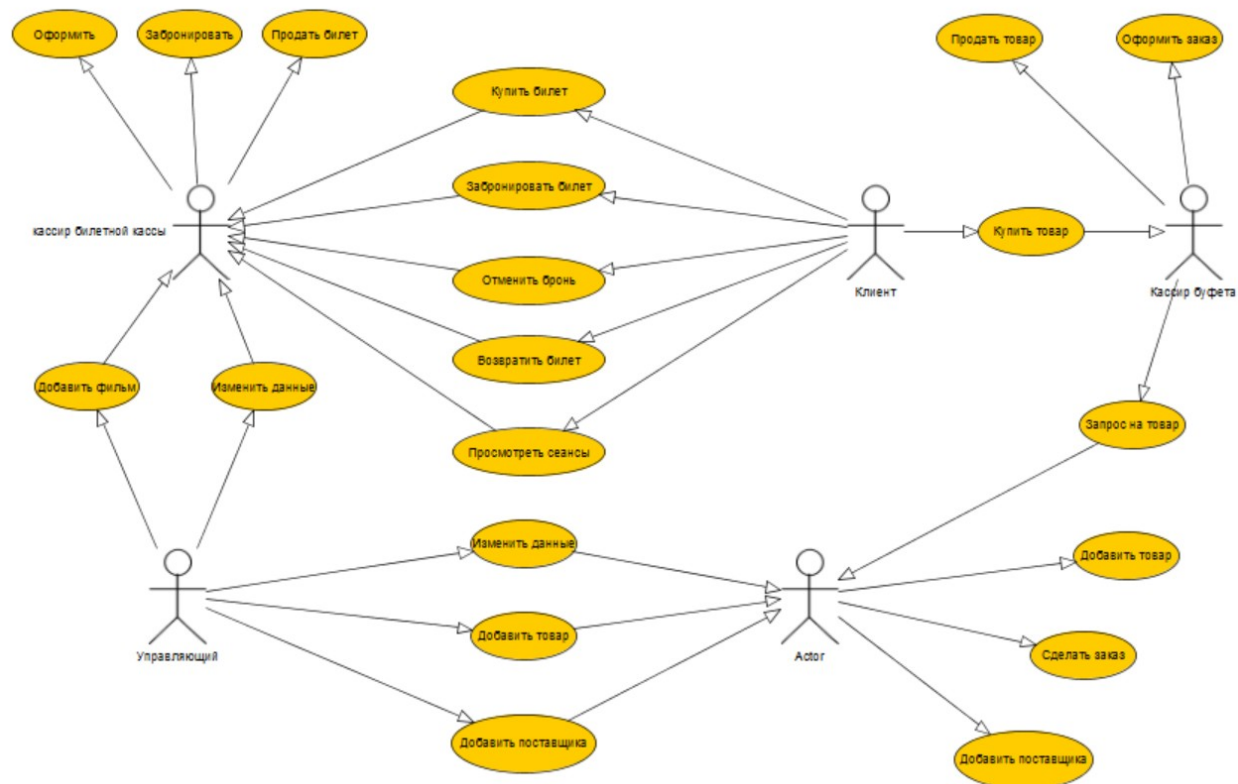 Оформить
Забронировать
Продать билет
Продать товар
Оформить заказ
Купить билет
Забронировать билет
кассир билетной кассы
Купить товар
Отменить бронь
Клиент
Кассир буфета
Возвратить билет
Добавить фильм
Изменить данные
Запрос на товар
Просмотреть сеансы
Изменить данные
Добавить товар
Добавить товар
Управляющий
Actor
Сделать заказ
Добавить поставщика
Добавить поставщика